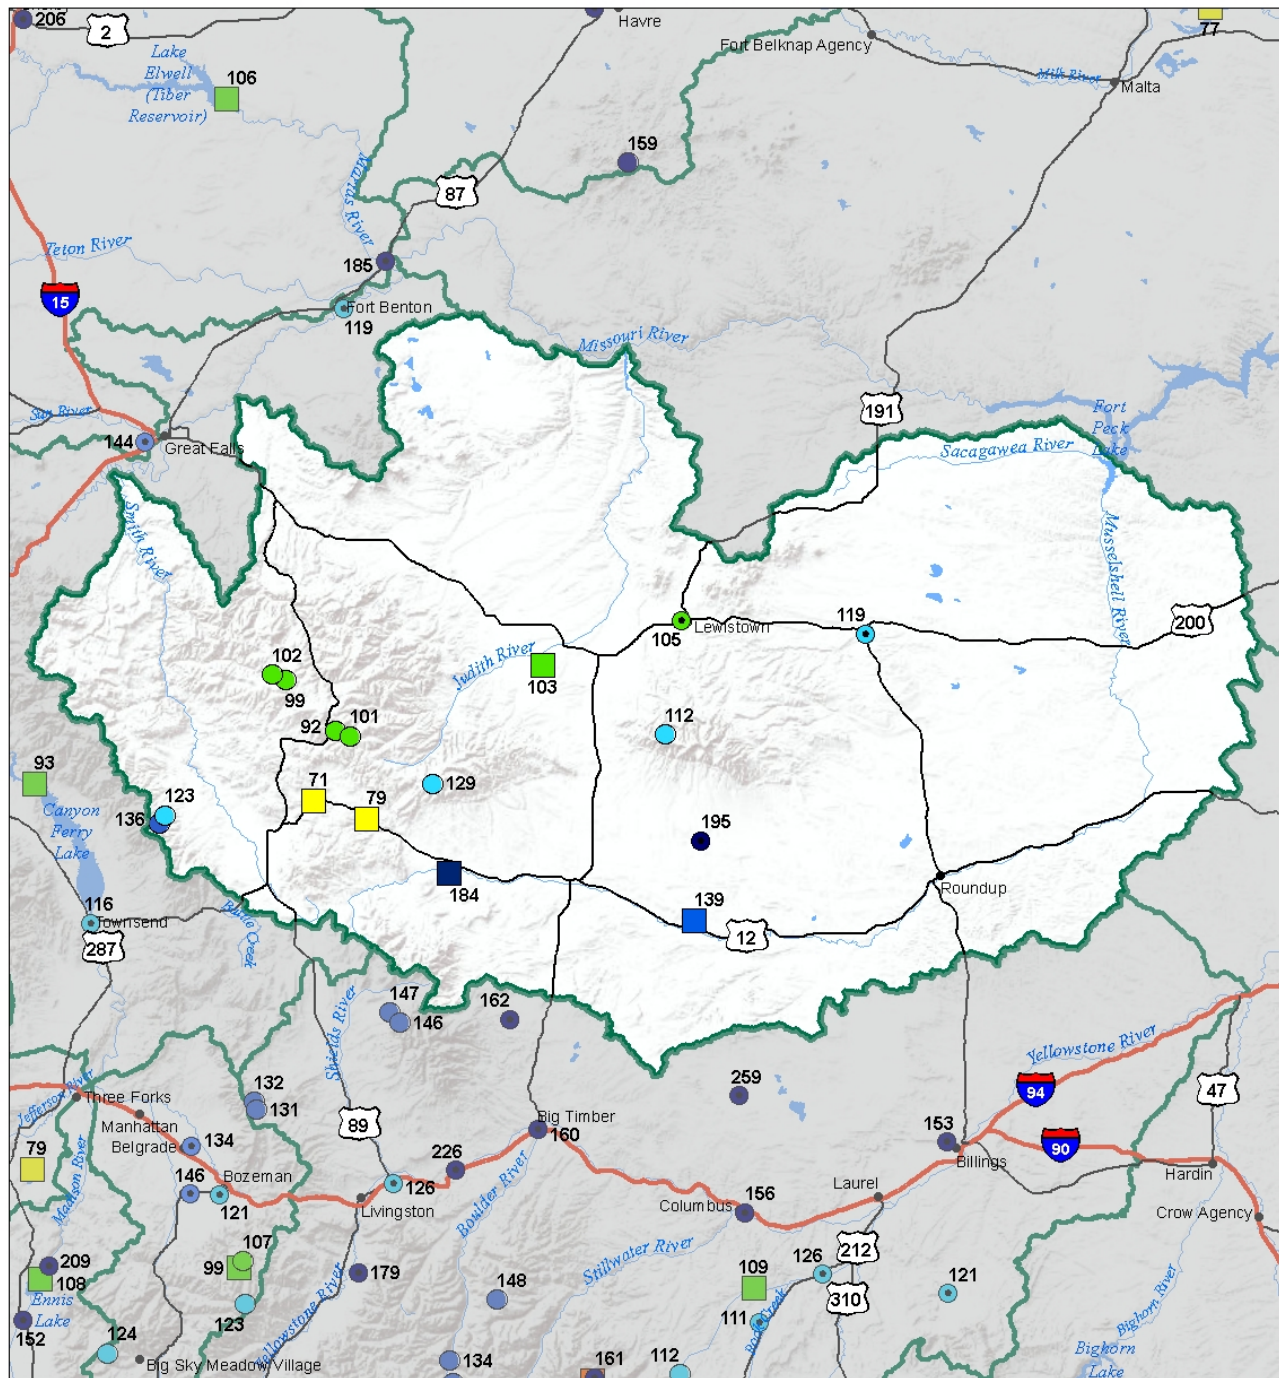 206
2
Havre
77
Fort Belknap Agency
Lake
Elwell
(Tiber
Reservoir)
106
Milk River
Malta
159
Marias River
87
Teton River
185
15
Fort Benton
119
Missouri River
191
Fort
Peck
Lake
Sun River
144
Great Falls
Sacagawea River
Smith River
Musselshell River
105
Lewistown
119
200
102
99
Judith River
103
92
101
112
93
71
129
79
Canyon
Ferry
Lake
136
123
195
184
139
Roundup
12
116
Townsend
287
Battle Creek
147
146
162
Shields River
Yellowstone River
132
131
259
94
47
Jefferson River
Three Forks
Manhattan
Belgrade
134
89
Big Timber
160
153
Billings
90
79
Madison River
146
Bozeman
121
226
126
Livingston
Boulder River
Laurel
Hardin
Columbus
156
Crow Agency
209
108
Ennis
Lake
107
99
179
Stillwater River
126
212
109
310
121
123
148
111
Bighorn River
152
124
Big Sky Meadow Village
Yellowstone River
134
161
112
Bighorn
Lake